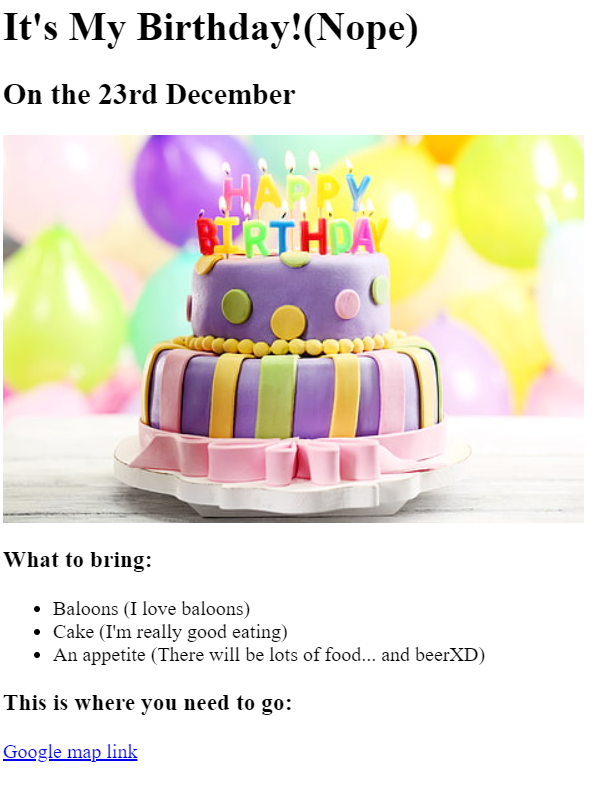 It's My Birthday!(Nope)
On the 23rd December
HAPPY
BIRTHDAY
What to bring:
Baloons (I love baloons)
Cake (I'm really good eating)
An appetite (There will be lots of food... and beerXD)
This is where you need to go:
Google map link